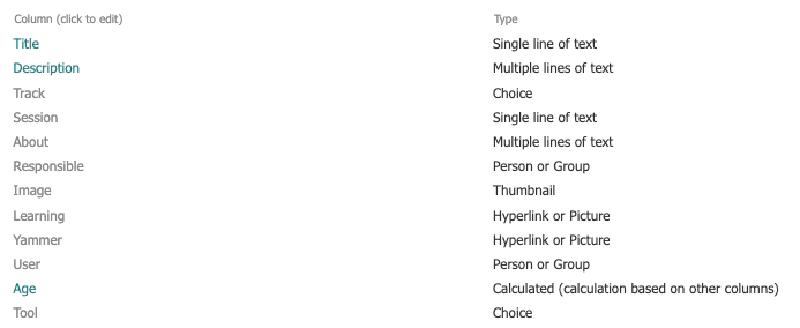 Column (click to edit) Type
Title Single line of text
Description Multiple lines of text
Track Choice
Session Single line of text
About Multiple lines of text
Responsible Person or Group
Image Thumbnail
Learning Hyperlink or Picture
Yammer Hyperlink or Picture
User Person or Group
Age Calculated (calculation based on other columns)
Tool Choice